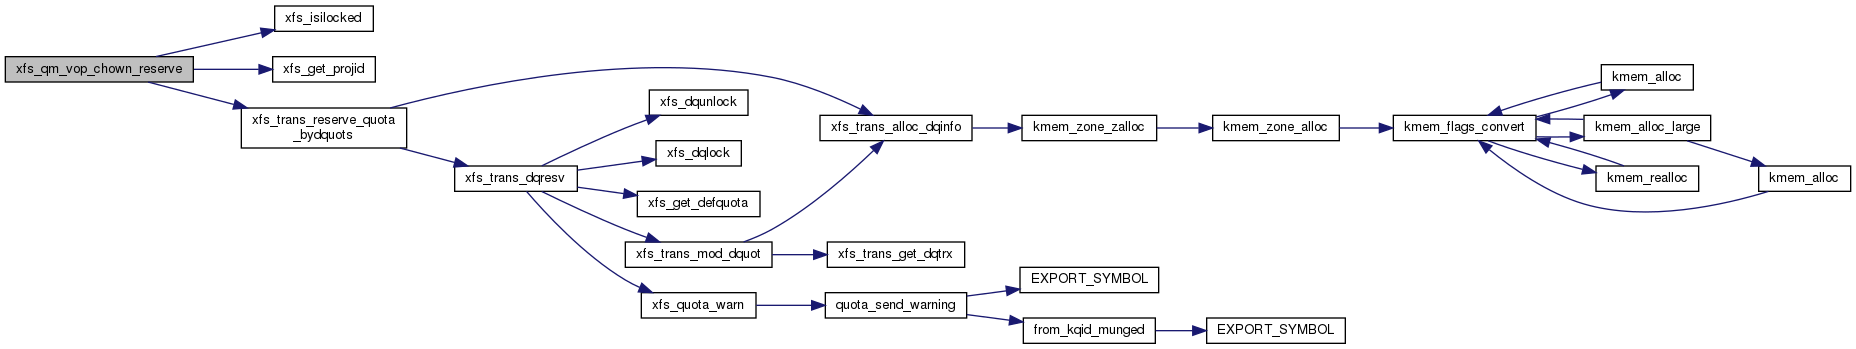 xfs_isilocked
xfs_qm_vop_chown_reserve
xfs_get_projid
xfs_trans_reserve_quota
_bydquots
xfs_dqunlock
xfs_dqlock
xfs_trans_dqresv
xfs_get_defquota
xfs_trans_mod_dquot
xfs_quota_warn
xfs_trans_alloc_dqinfo
xfs_trans_get_dqtrx
quota_send_warning
kmem_zone_zalloc
EXPORT_SYMBOL
from_kqid_munged
kmem_zone_alloc
EXPORT_SYMBOL
kmem_flags_convert
kmem_alloc
kmem_alloc_large
kmem_realloc
kmem_alloc